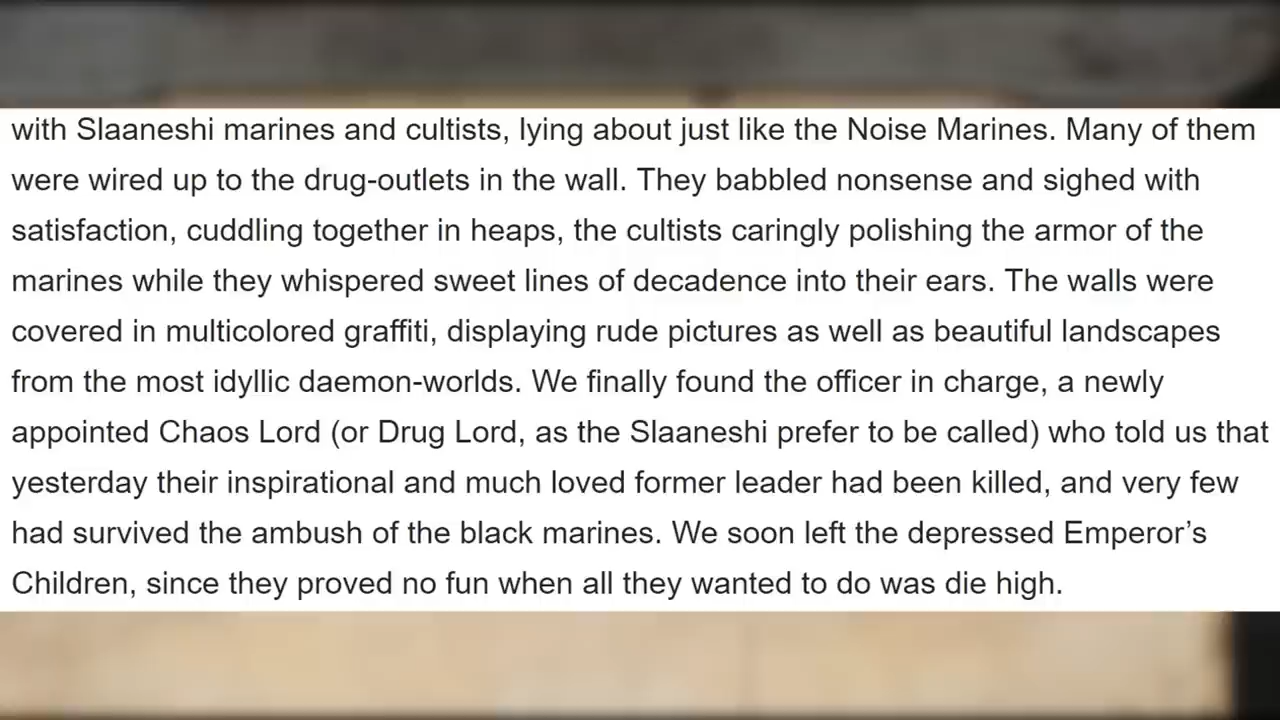 with Slaaneshi marines and cultists, lying about just like the Noise Marines. Many of them
were wired up to the drug-outlets in the wall. They babbled nonsense and sighed with
satisfaction, cuddling together in heaps, the cultists caringly polishing the armor of the
marines while they whispered sweet lines of decadence into their ears. The walls were
covered in multicolored graffiti, displaying rude pictures as well as beautiful landscapes
from the most idyllic daemon-worlds. We finally found the officer in charge, a newly
appointed Chaos Lord (or Drug Lord, as the Slaaneshi prefer to be called) who told us that
yesterday their inspirational and much loved former leader had been killed, and very few
had survived the ambush of the black marines. We soon left the depressed Emperor’s
Children, since they proved no fun when all they wanted to do was die high.